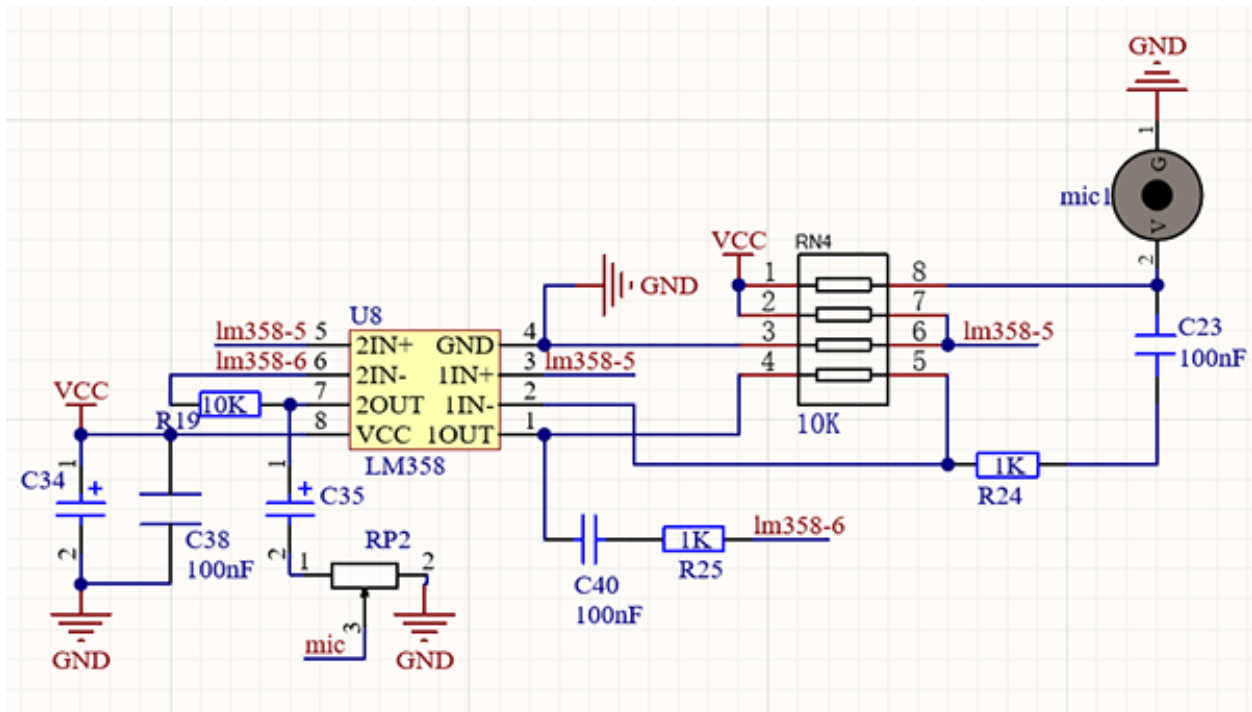 GND
1
G
mic1
V
2
VCC
RN4
1
8
2
7
GND
3
6
lm358-5
4
5
10K
C23
100nF
U8
lm358-5
5
2IN+
GND
4
lm358-6
6
2IN-
1IN+
3
lm358-5
VCC
R19
10K
7
2OUT
1IN-
2
8
VCC
1OUT
1
LM358
1K
R24
C34
1
+
2
C38
100nF
1
+
C35
2
RP2
1
2
3
mic
GND
GND
C40
100nF
1K
R25
lm358-6